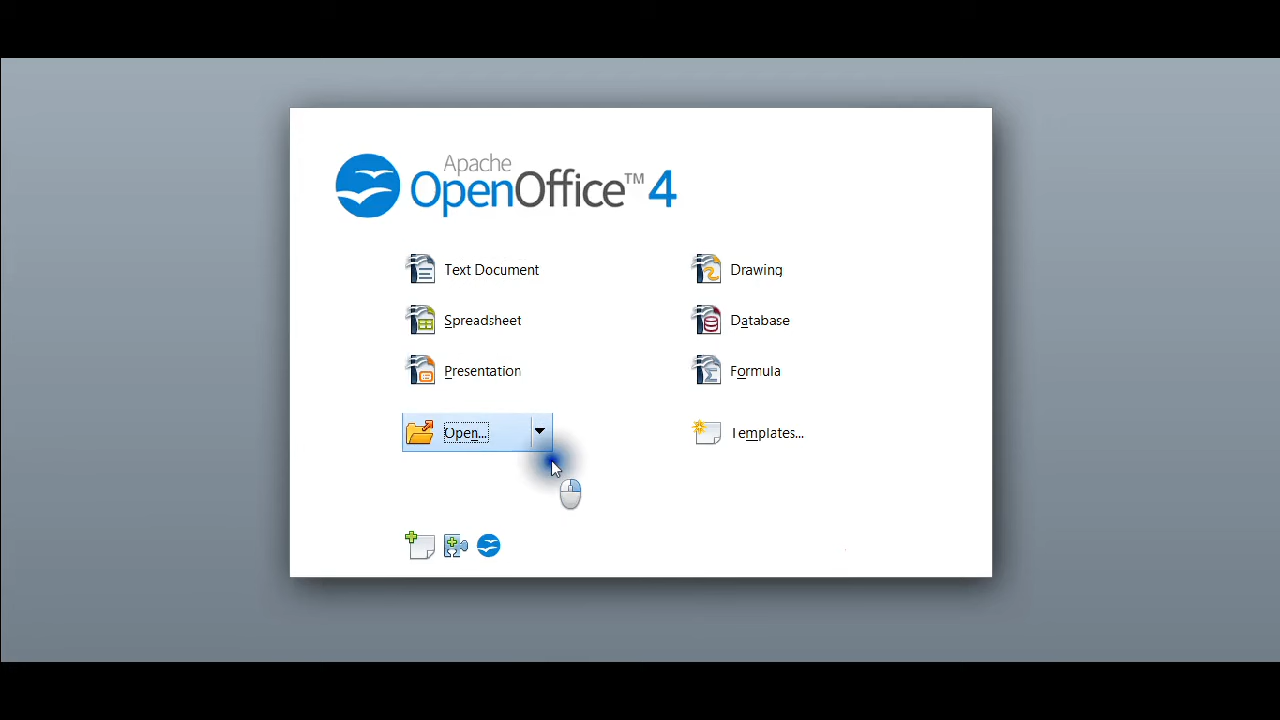 Apache
OpenOffice™ 4
Text Document
Drawing
Spreadsheet
Database
Presentation
Formula
Open...
Templates...